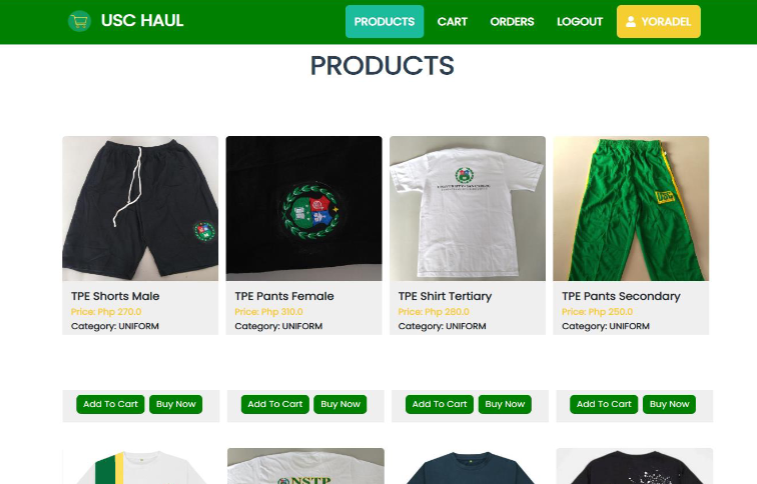 USC HAUL
PRODUCTS
CART
ORDERS
LOGOUT
YORADEL
PRODUCTS
USC
TPE Shorts Male
Price: Php 270.0
Category: UNIFORM
TPE Pants Female
Price: Php 310.0
Category: UNIFORM
TPE Shirt Tertiary
Price: Php 260.0
Category: UNIFORM
TPE Pants Secondary
Price: Php 250.0
Category: UNIFORM
Add To Cart
Buy Now
Add To Cart
Buy Now
Add To Cart
Buy Now
Add To Cart
Buy Now
NSTP